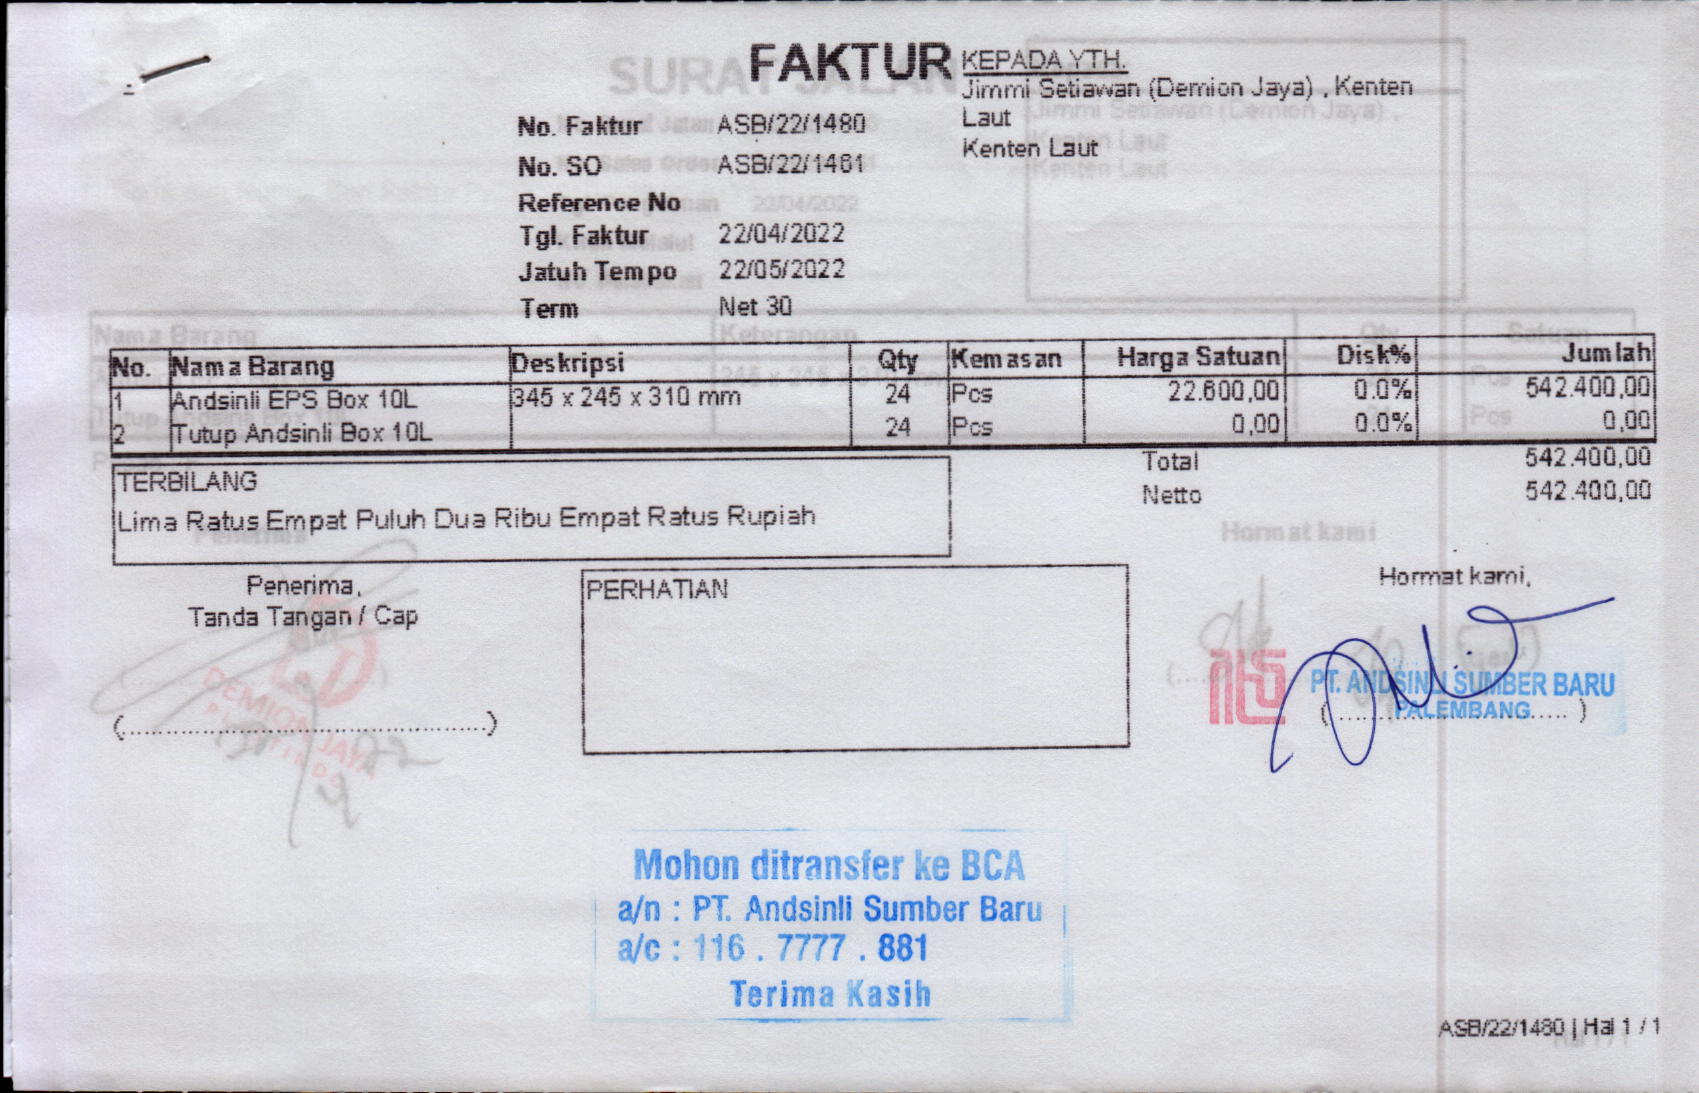 FAKTUR
No. Faktur ASB/22/1480
No. SO ASB/22/1461
Reference No
Tgl. Faktur 22/04/2022
Jatuh Tempo 22/05/2022
Term Net 30
KEPADA YTH.
Jimmi Setiawan (Demion Jaya) , Kenten
Laut
Kenten Laut
No. Nama Barang Deskripsi Qty Kemasan Harga Satuan Disk% Jumlah
1 Andsinli EPS Box 10L 345 x 245 x 310 mm 24 Pcs 22.600,00 0.0% 542.400,00
2 Tutup Andsinli Box 10L 24 Pcs 0,00 0.0% 0,00
Total 542.400,00
Netto 542.400,00
TERBILANG
Lima Ratus Empat Puluh Dua Ribu Empat Ratus Rupiah
Penerima,
Tanda Tangan / Cap
(..............................................)
PERHATIAN
Hormat kami,
PT. ANDSINLI SUMBER BARU
PALEMBANG
DEMION JAYA
Mohon ditransfer ke BCA
a/n : PT. Andsinli Sumber Baru
a/c : 116 . 7777 . 881
Terima Kasih
ASB/22/1480 | Hal 1 / 1